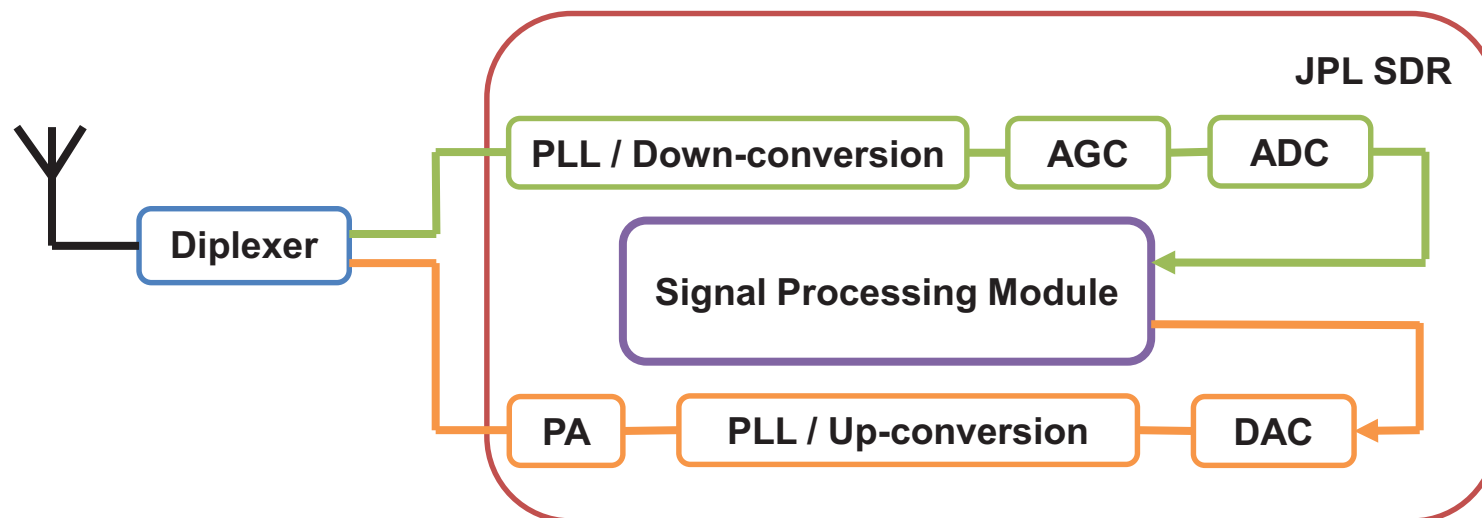 JPL SDR
PLL / Down-conversion
AGC
ADC
Diplexer
Signal Processing Module
PA
PLL / Up-conversion
DAC